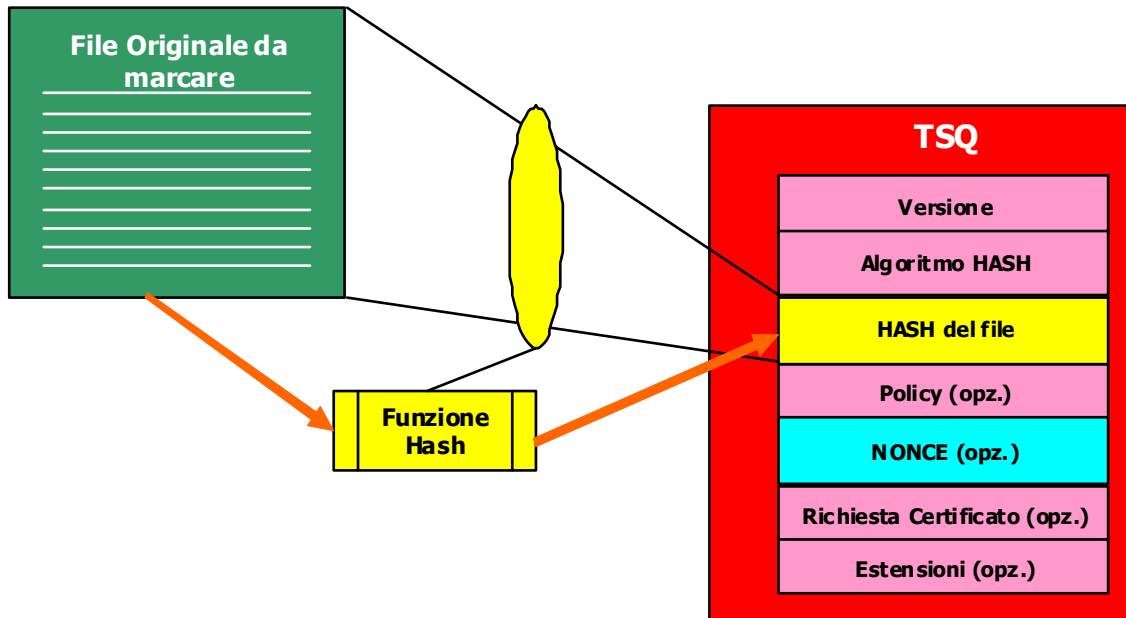 File Originale da
marcare
TSQ
Versione
Algoritmo HASH
HASH del file
Policy (opz.)
NONCE (opz.)
Richiesta Certificato (opz.)
Estensioni (opz.)
Funzione
Hash